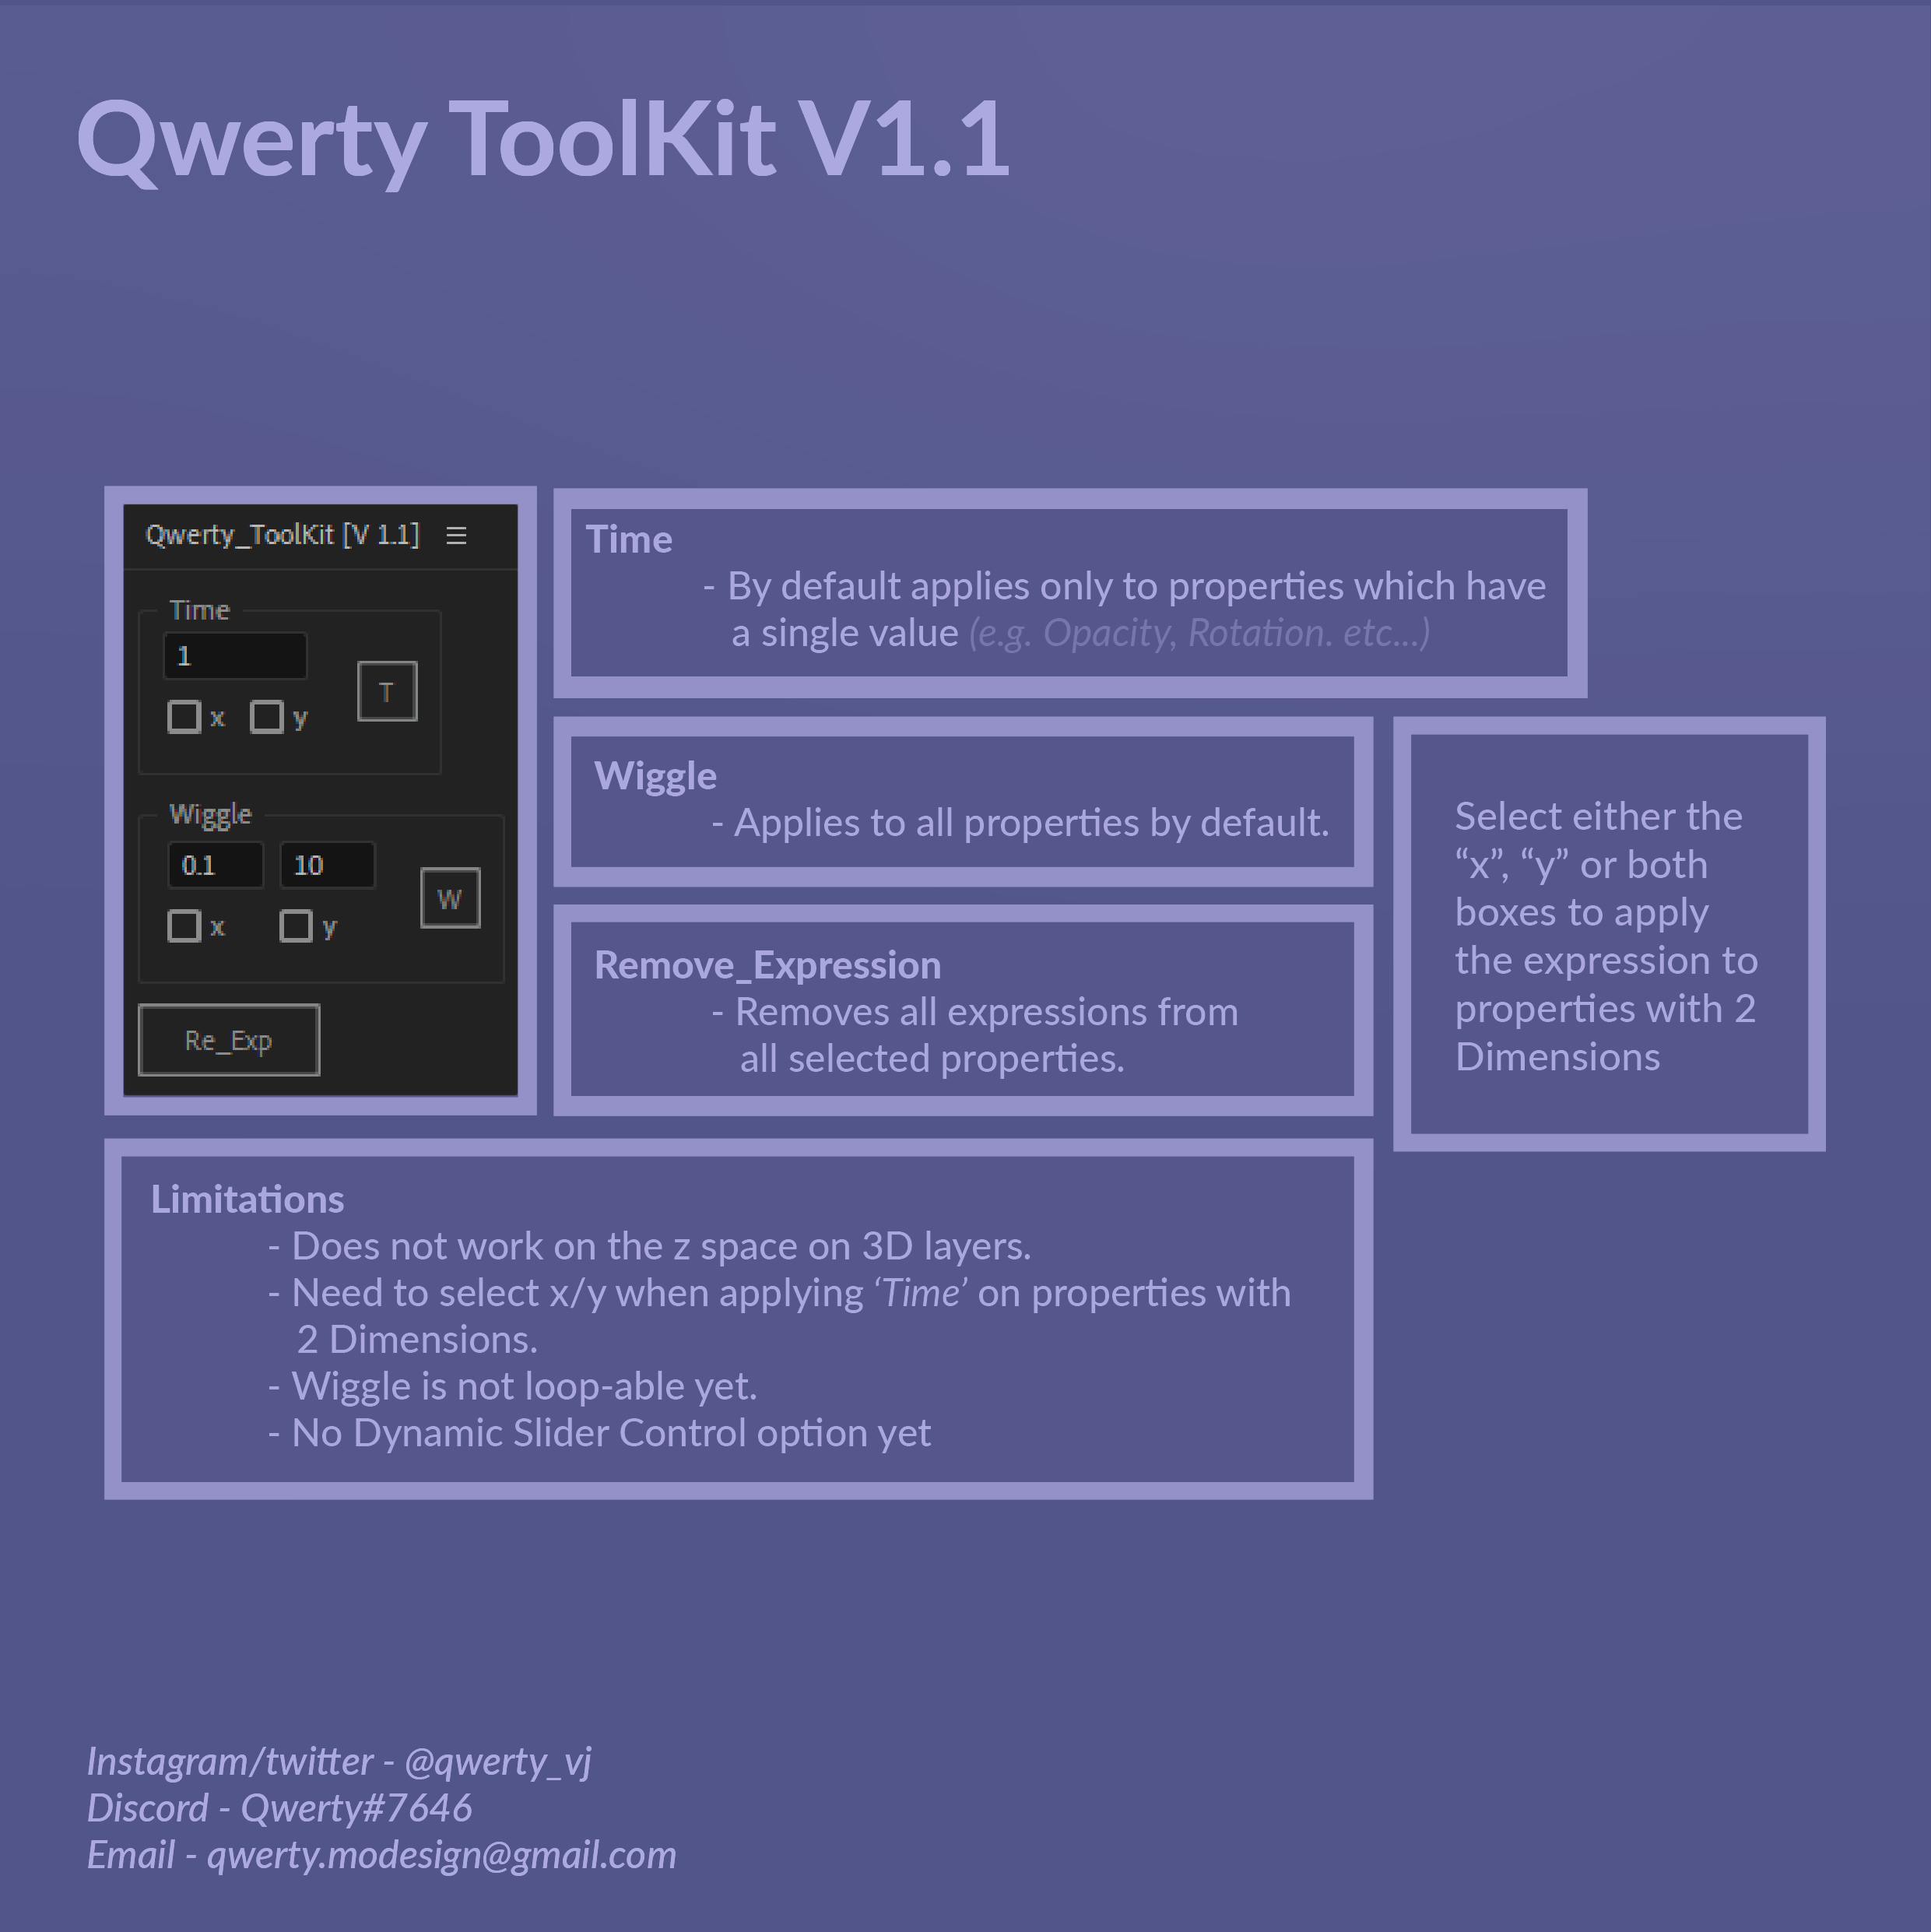 Qwerty ToolKit V1.1
Qwerty_ToolKit [V 1.1]
Time
1
T
x y
Wiggle
0.1 10
W
x y
Re_Exp
Time
- By default applies only to properties which have
a single value (e.g. Opacity, Rotation. etc...)
Wiggle
- Applies to all properties by default.
Remove_Expression
- Removes all expressions from
all selected properties.
Select either the
“x”, “y” or both
boxes to apply
the expression to
properties with 2
Dimensions
Limitations
- Does not work on the z space on 3D layers.
- Need to select x/y when applying ‘Time’ on properties with
2 Dimensions.
- Wiggle is not loop-able yet.
- No Dynamic Slider Control option yet
Instagram/twitter - @qwerty_vj
Discord - Qwerty#7646
Email - qwerty.modesign@gmail.com